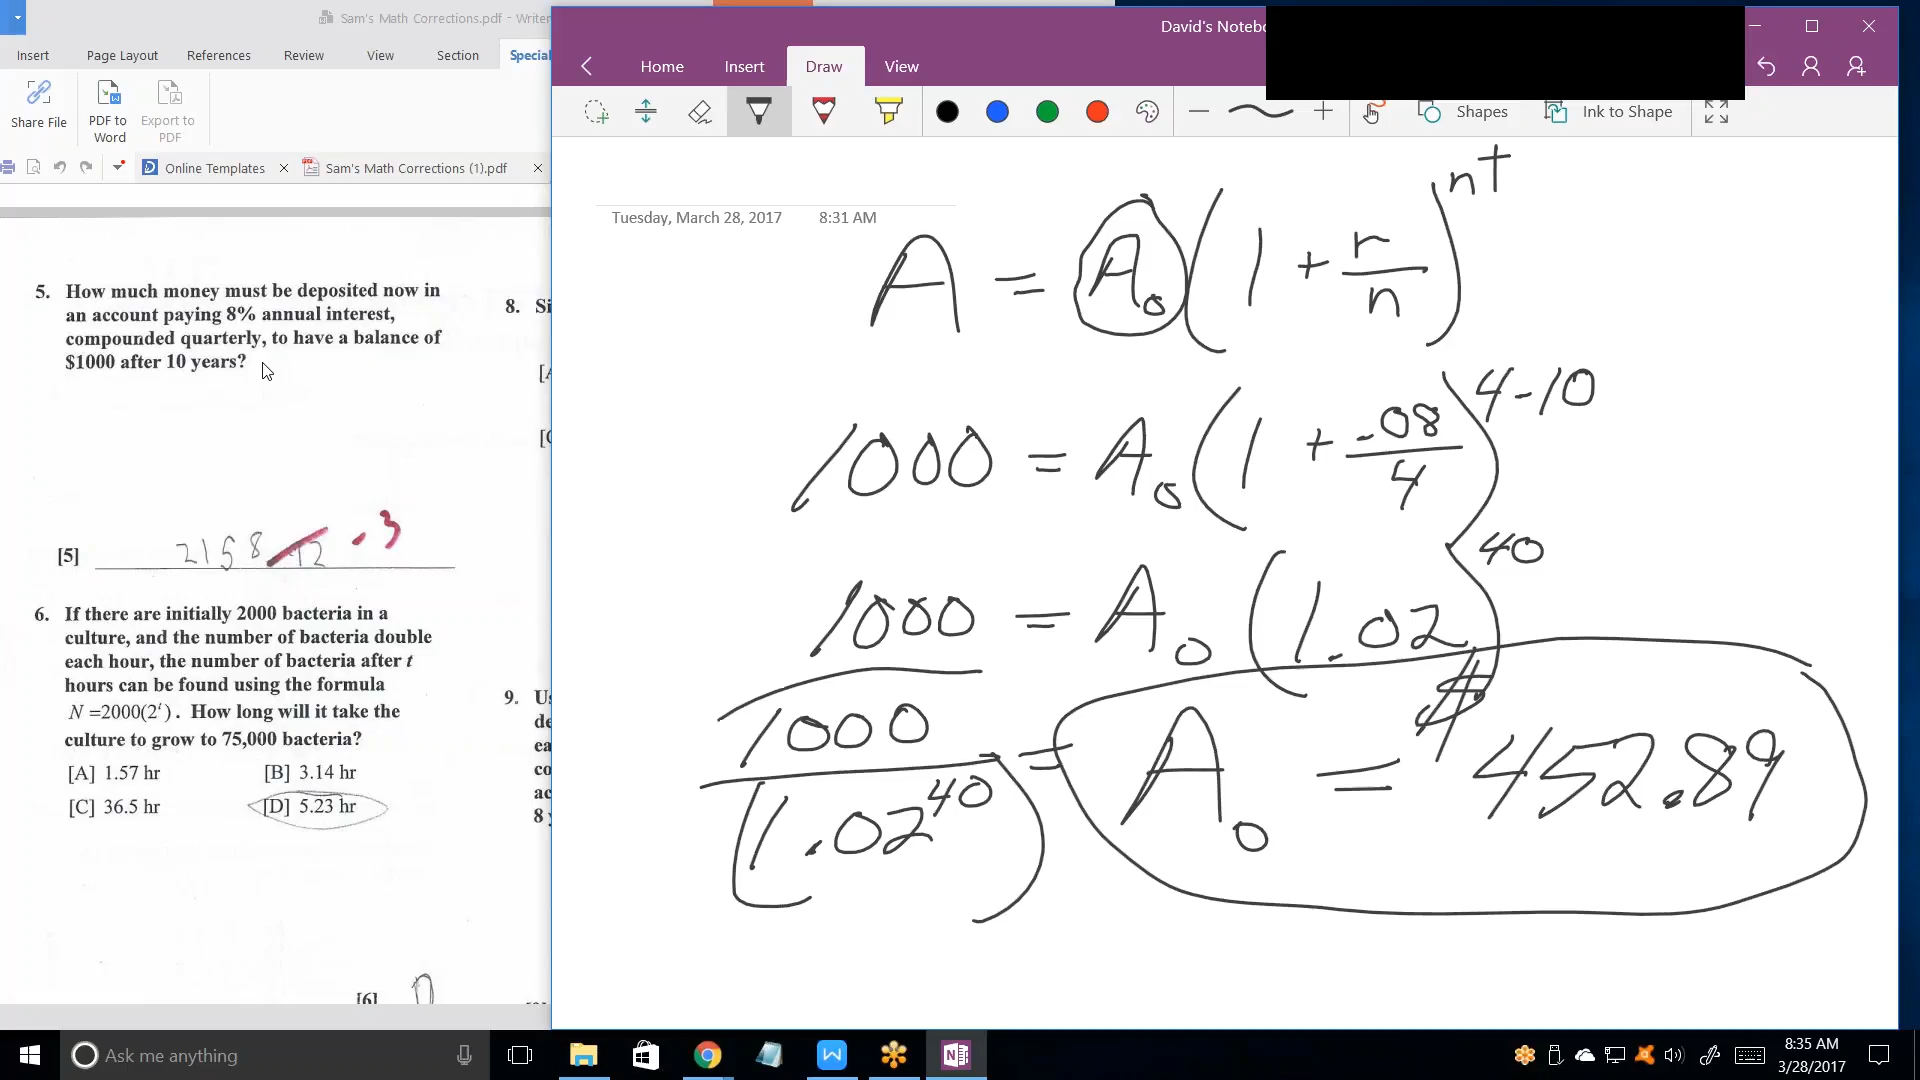 Sam's Math Corrections.pdf - Write
Insert
Page Layout
References
Review
View
Section
Special
Share File
PDF to Word
Export to PDF
Online Templates
Sam's Math Corrections (1).pdf
5. How much money must be deposited now in
an account paying 8% annual interest,
compounded quarterly, to have a balance of
$1000 after 10 years?
[5] 2158.12 .3
6. If there are initially 2000 bacteria in a
culture, and the number of bacteria double
each hour, the number of bacteria after t
hours can be found using the formula
N =2000(2^t). How long will it take the
culture to grow to 75,000 bacteria?
[A] 1.57 hr [B] 3.14 hr
[C] 36.5 hr [D] 5.23 hr
[6] D
8. Si
[A
[C
9. Us
de
ea
co
ac
8 y
David's Notebo
Home
Insert
Draw
View
Shapes
Ink to Shape
Tuesday, March 28, 2017 8:31 AM
A = A₀(1 + r/n)^nt
1000 = A₀(1 + .08/4)^4-10
1000 = A₀(1.02)^40
1000/(1.02^40) = A₀ = $452.89
Ask me anything
8:35 AM
3/28/2017